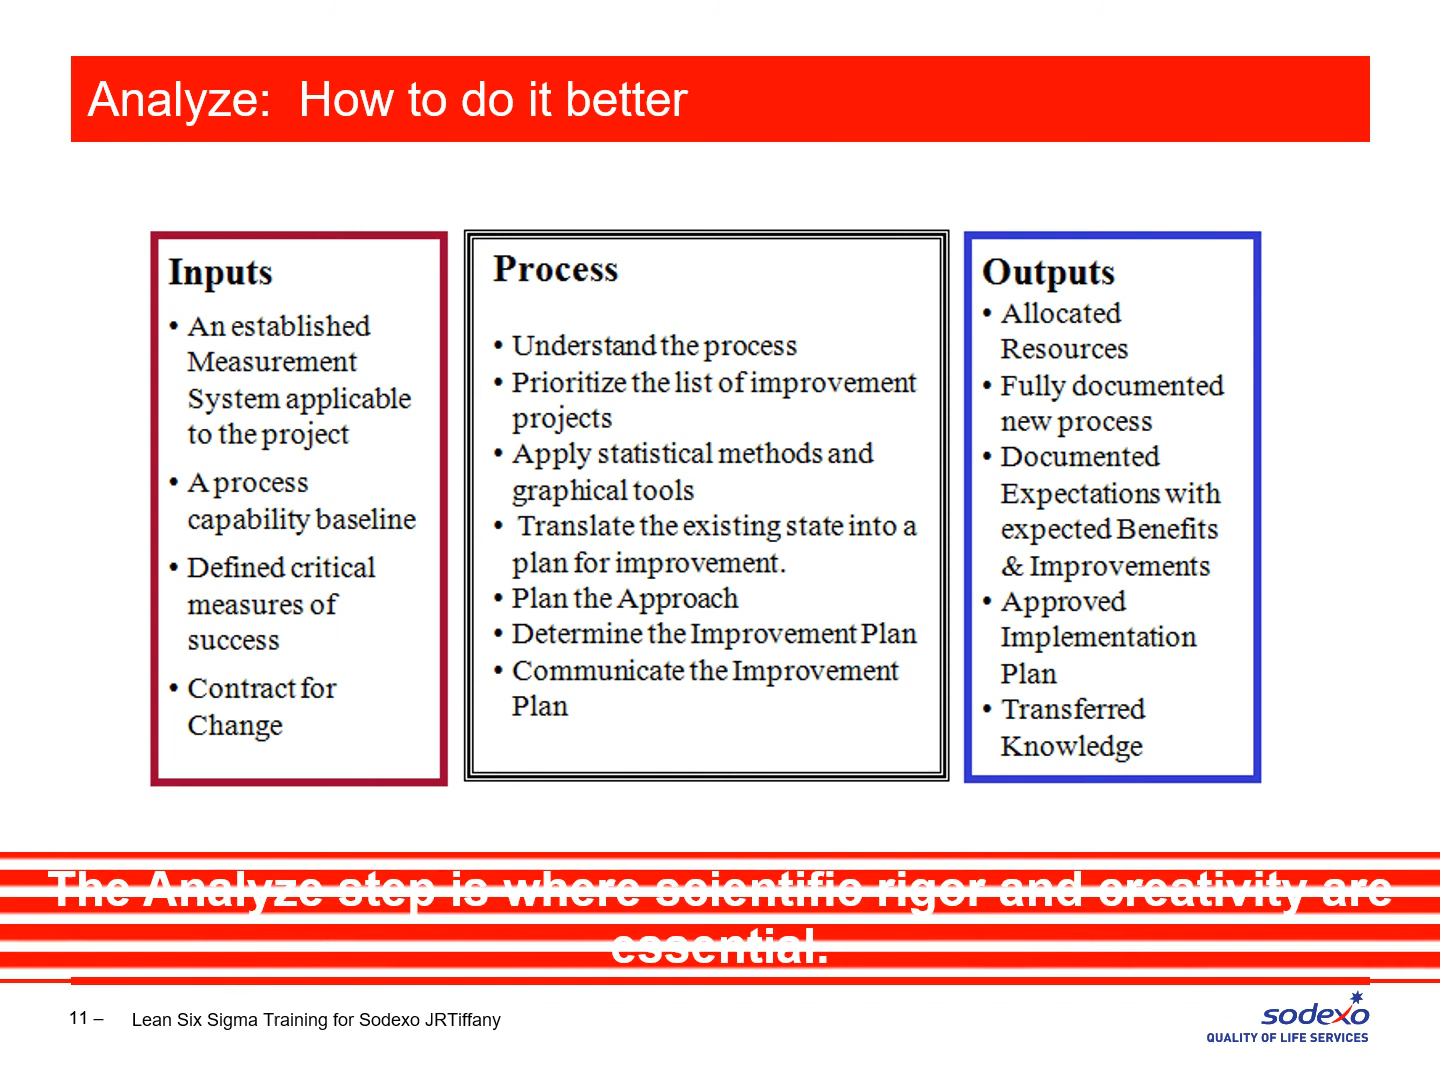 Analyze:  How to do it better
Inputs
• An established
Measurement
System applicable
to the project
• A process
capability baseline
• Defined critical
measures of
success
• Contract for
Change
Process
• Understand the process
• Prioritize the list of improvement
projects
• Apply statistical methods and
graphical tools
• Translate the existing state into a
plan for improvement.
• Plan the Approach
• Determine the Improvement Plan
• Communicate the Improvement
Plan
Outputs
• Allocated
Resources
• Fully documented
new process
• Documented
Expectations with
expected Benefits
& Improvements
• Approved
Implementation
Plan
• Transferred
Knowledge
The Analyze step is where scientific rigor and creativity are
essential.
11 – Lean Six Sigma Training for Sodexo JRTiffany
sodexo
QUALITY OF LIFE SERVICES